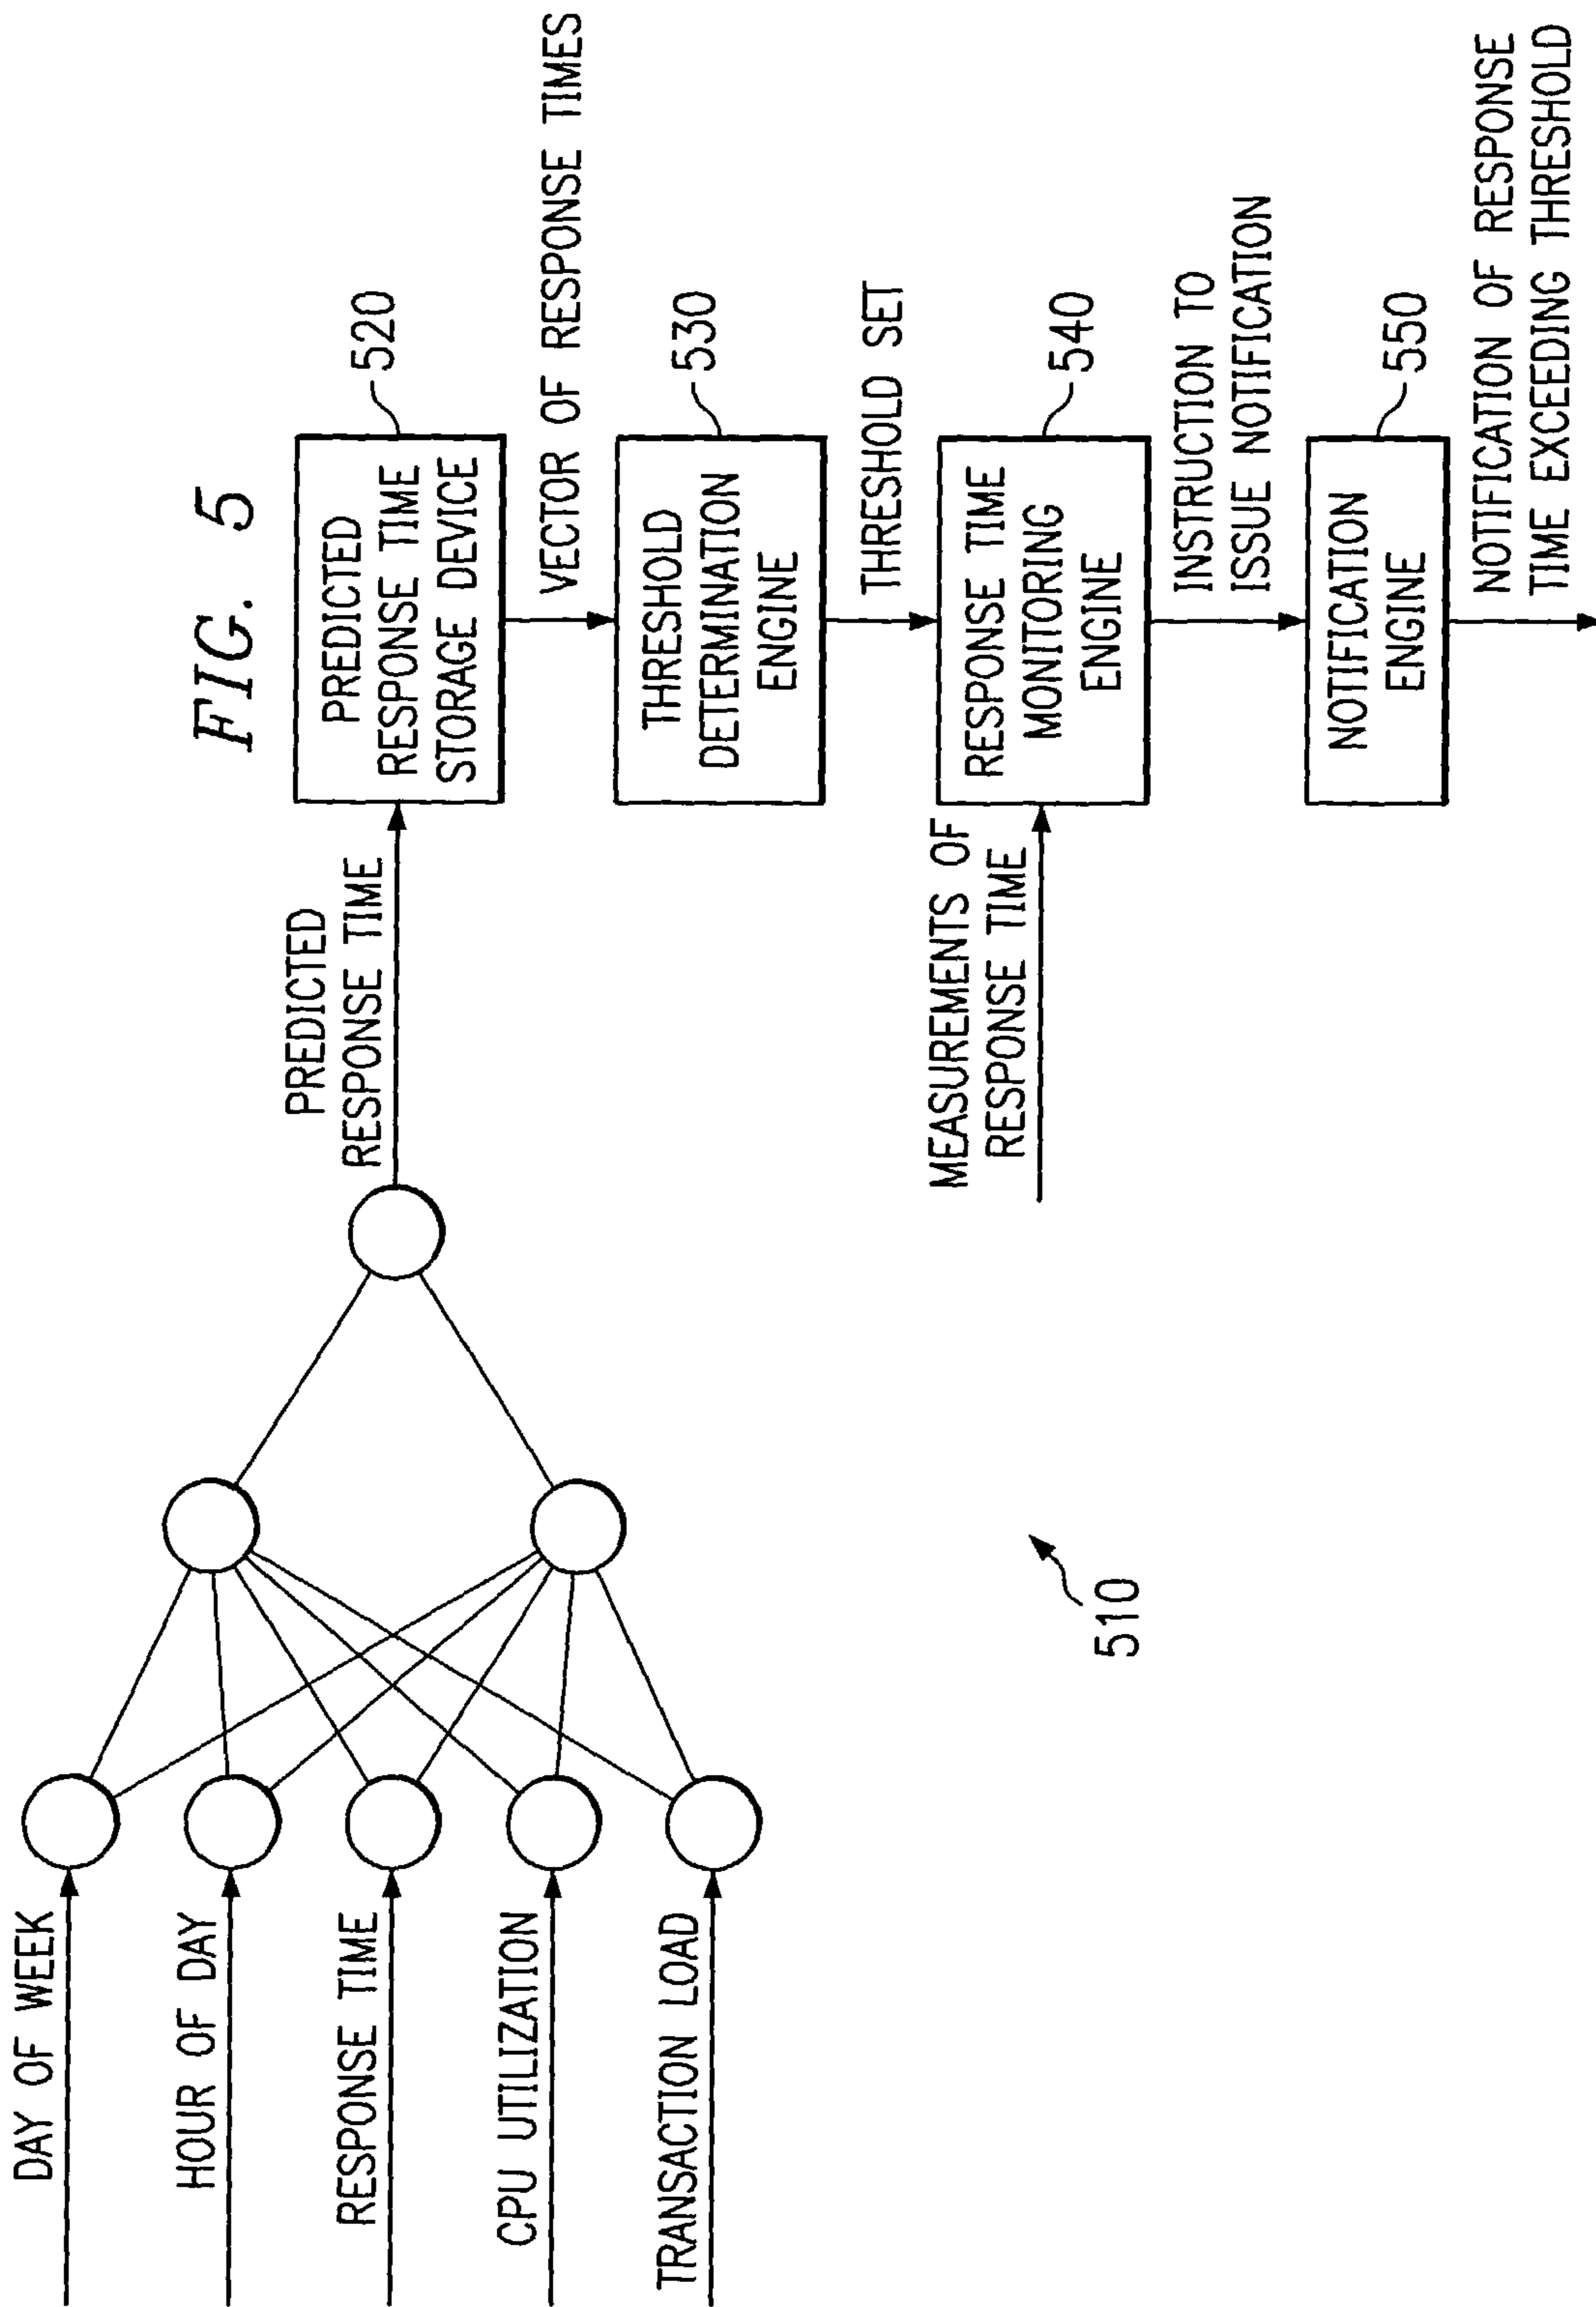 FIG. 5
DAY OF WEEK
HOUR OF DAY
RESPONSE TIME
CPU UTILIZATION
TRANSACTION LOAD
510
PREDICTED
RESPONSE TIME
PREDICTED
RESPONSE TIME
STORAGE DEVICE
520
VECTOR OF RESPONSE TIMES
THRESHOLD
DETERMINATION
ENGINE
530
THRESHOLD SET
MEASUREMENTS OF
RESPONSE TIME
RESPONSE TIME
MONITORING
ENGINE
540
INSTRUCTION TO
ISSUE NOTIFICATION
NOTIFICATION
ENGINE
550
NOTIFICATION OF RESPONSE
TIME EXCEEDING THRESHOLD